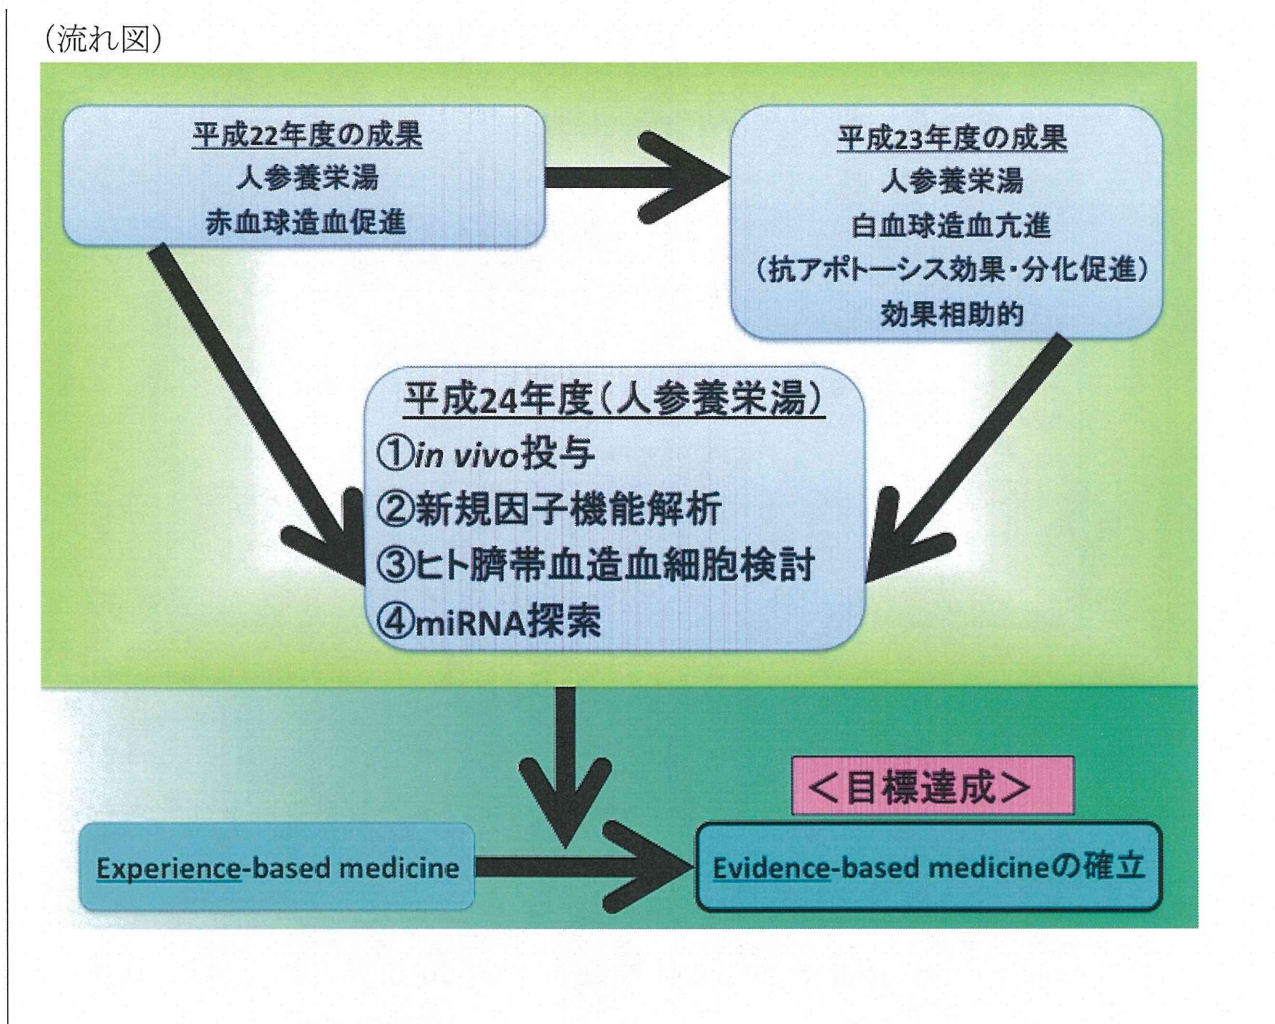 （流れ図）
平成22年度の成果
人参養栄湯
赤血球造血促進
平成23年度の成果
人参養栄湯
白血球造血亢進
（抗アポトーシス効果・分化促進）
効果相助的
平成24年度（人参養栄湯）
①in vivo投与
②新規因子機能解析
③ヒト臍帯血造血細胞検討
④miRNA探索
＜目標達成＞
Experience-based medicine
Evidence-based medicineの確立